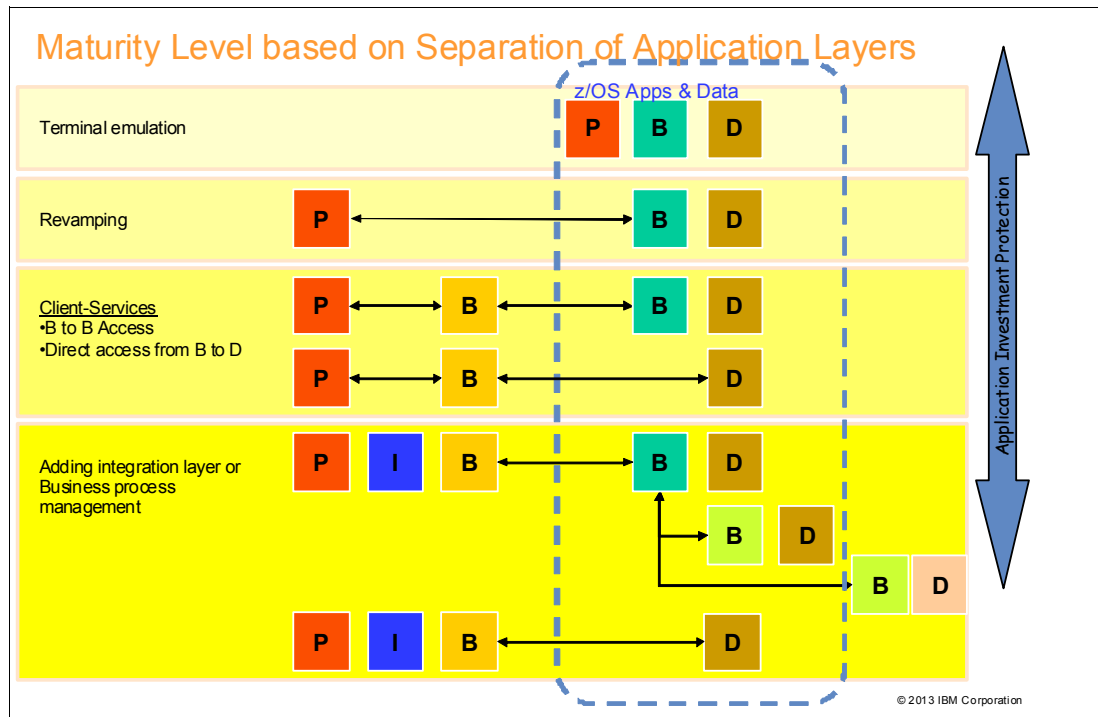 Maturity Level based on Separation of Application Layers
z/OS Apps & Data
Terminal emulation
P B D
Revamping
P B D
Client-Services
•B to B Access
•Direct access from B to D
P B B D
P B D
Adding integration layer or
Business process
management
P I B B D
B D
B D
P I B D
Application Investment Protection
© 2013 IBM Corporation